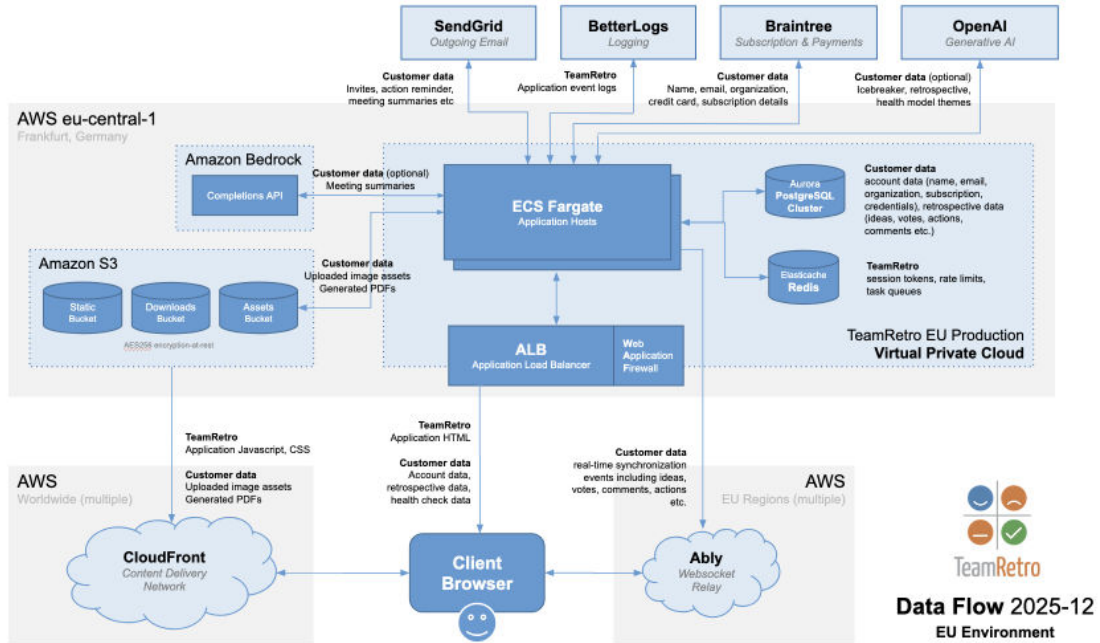 SendGrid
Outgoing Email
BetterLogs
Logging
Braintree
Subscription & Payments
OpenAI
Generative AI
Customer data
Invites, action reminder,
meeting summaries etc
TeamRetro
Application event logs
Customer data
Name, email, organization,
credit card, subscription details
Customer data (optional)
Icebreaker, retrospective,
health model themes
AWS eu-central-1
Frankfurt, Germany
Amazon Bedrock
Completions API
Customer data (optional)
Meeting summaries
ECS Fargate
Application Hosts
Aurora
PostgreSQL
Cluster
Customer data
account data (name, email,
organization, subscription,
credentials), retrospective data
(ideas, votes, actions,
comments etc.)
Amazon S3
Static
Bucket
Downloads
Bucket
Assets
Bucket
AES256 encryption-at-rest
Customer data
Uploaded image assets
Generated PDFs
Elasticache
Redis
TeamRetro
session tokens, rate limits,
task queues
ALB
Application Load Balancer
Web
Application
Firewall
TeamRetro EU Production
Virtual Private Cloud
TeamRetro
Application Javascript, CSS
Customer data
Uploaded image assets
Generated PDFs
TeamRetro
Application HTML
Customer data
Account data,
retrospective data,
health check data
Customer data
real-time synchronization
events including ideas,
votes, comments, actions
etc.
AWS
Worldwide (multiple)
AWS
EU Regions (multiple)
CloudFront
Content Delivery
Network
Client
Browser
Ably
Websocket
Relay
TeamRetro
Data Flow 2025-12
EU Environment